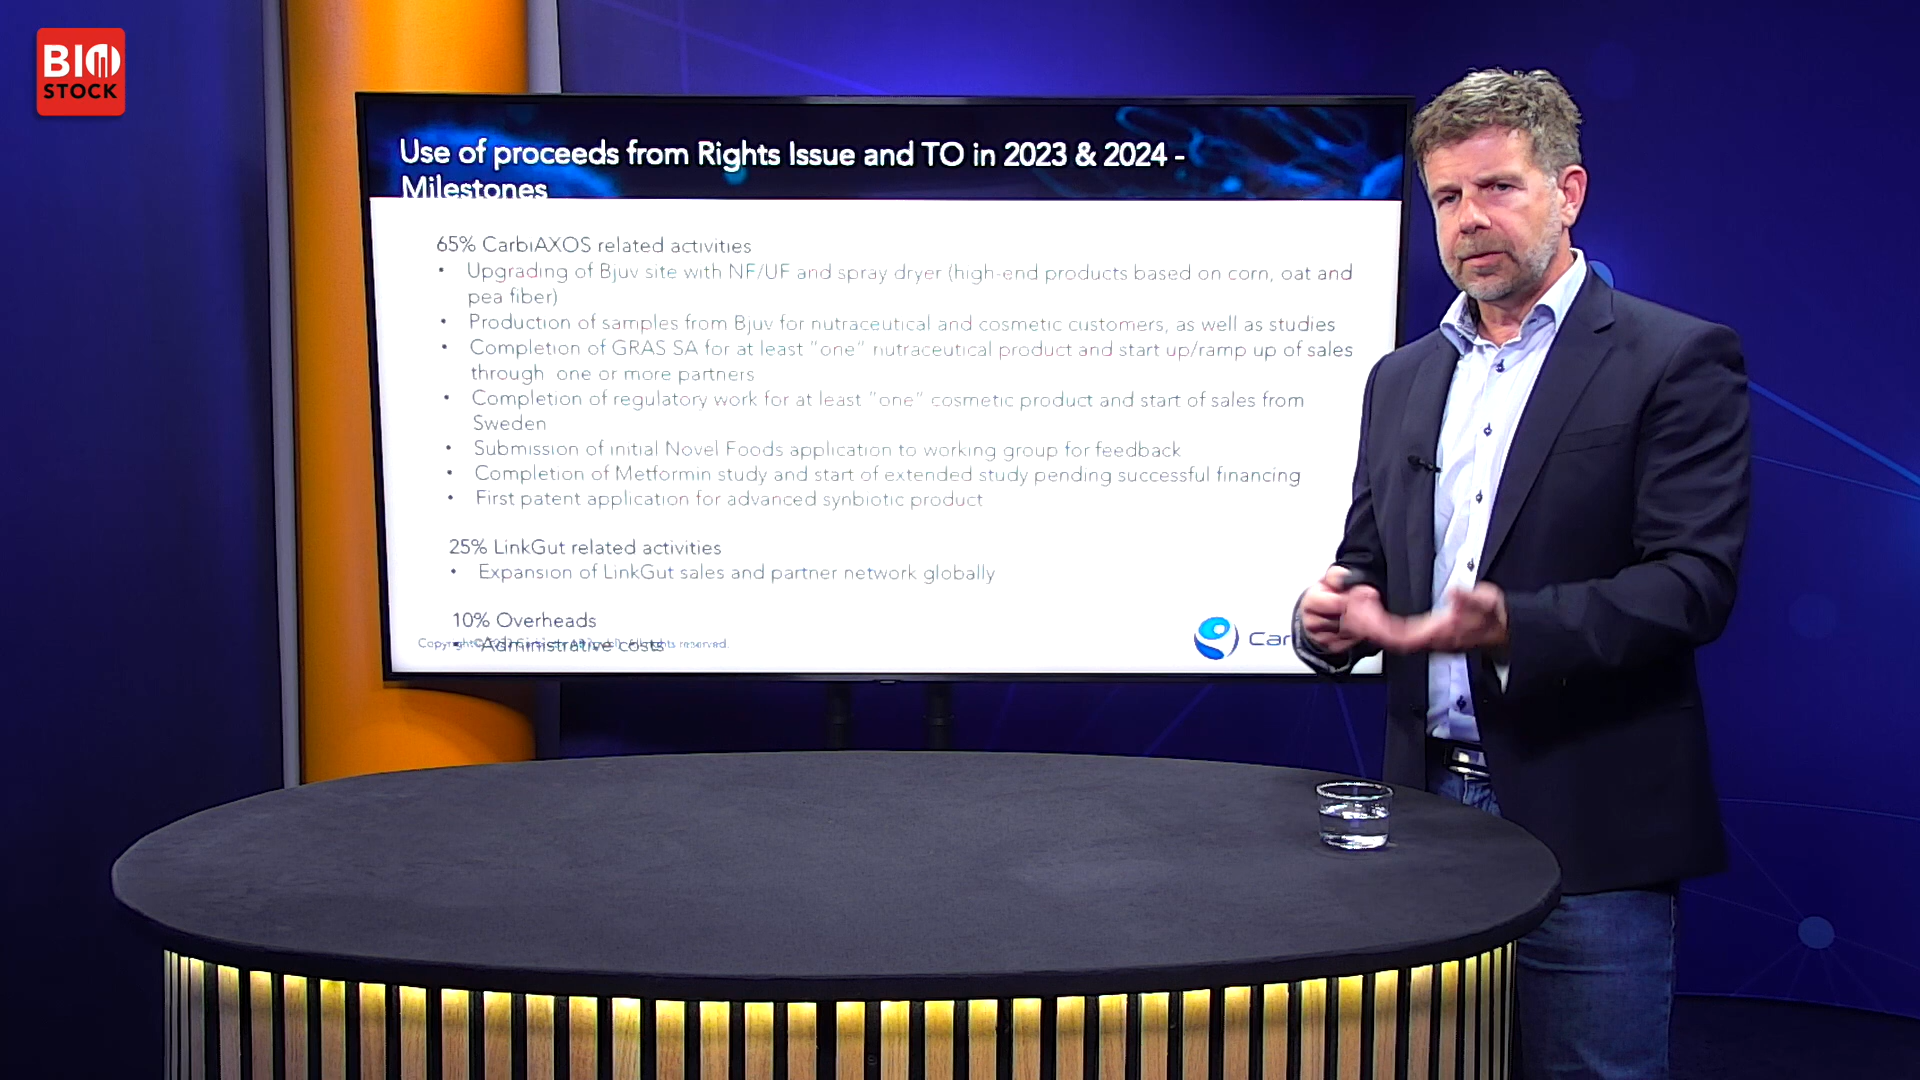 BIO
STOCK
Use of proceeds from Rights Issue and TO in 2023 & 2024 -
Milestones
65% CarbiAXOS related activities
• Upgrading of Bjuv site with NF/UF and spray dryer (high-end products based on corn, oat and
pea fiber)
• Production of samples from Bjuv for nutraceutical and cosmetic customers, as well as studies
• Completion of GRAS SA for at least "one" nutraceutical product and start up/ramp up of sales
through one or more partners
• Completion of regulatory work for at least "one" cosmetic product and start of sales from
Sweden
• Submission of initial Novel Foods application to working group for feedback
• Completion of Metformin study and start of extended study pending successful financing
• First patent application for advanced synbiotic product
25% LinkGut related activities
• Expansion of LinkGut sales and partner network globally
10% Overheads
• Administrative costs
Copyright © rights reserved.
Car